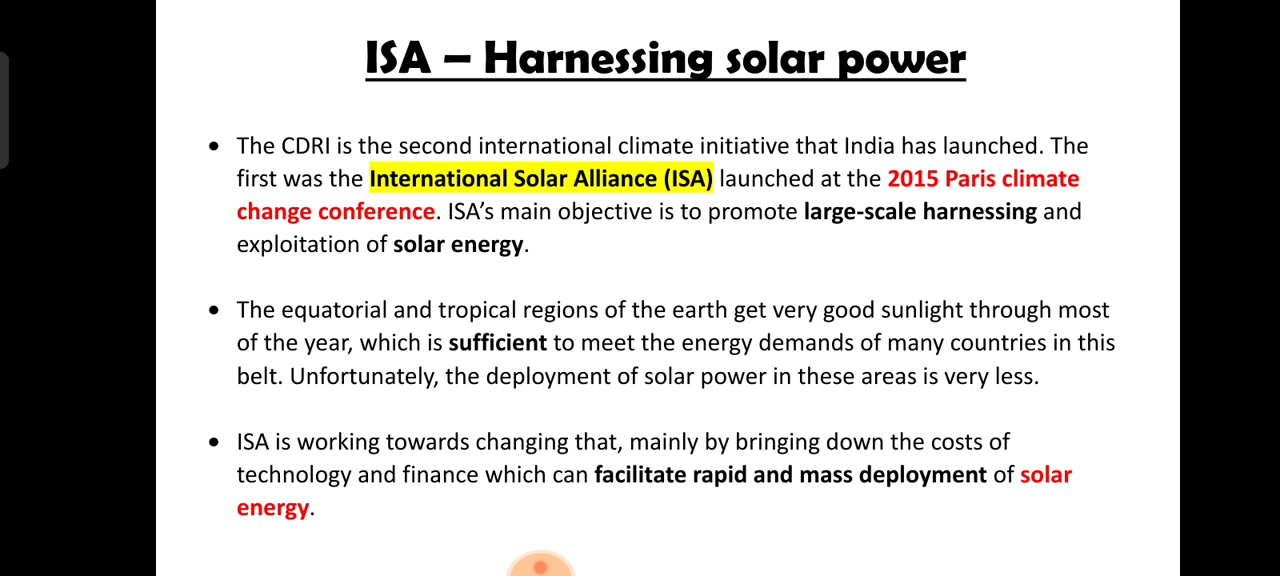 ISA – Harnessing solar power
• The CDRI is the second international climate initiative that India has launched. The
first was the International Solar Alliance (ISA) launched at the 2015 Paris climate
change conference. ISA’s main objective is to promote large-scale harnessing and
exploitation of solar energy.
• The equatorial and tropical regions of the earth get very good sunlight through most
of the year, which is sufficient to meet the energy demands of many countries in this
belt. Unfortunately, the deployment of solar power in these areas is very less.
• ISA is working towards changing that, mainly by bringing down the costs of
technology and finance which can facilitate rapid and mass deployment of solar
energy.